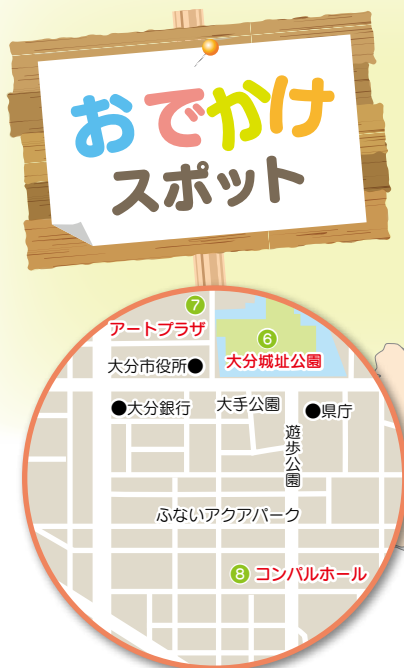 おでかけ
スポット
7
アートプラザ
6
大分城址公園
大分市役所●
●大分銀行
大手公園
●県庁
遊歩公園
ふないアクアパーク
8 コンパルホール